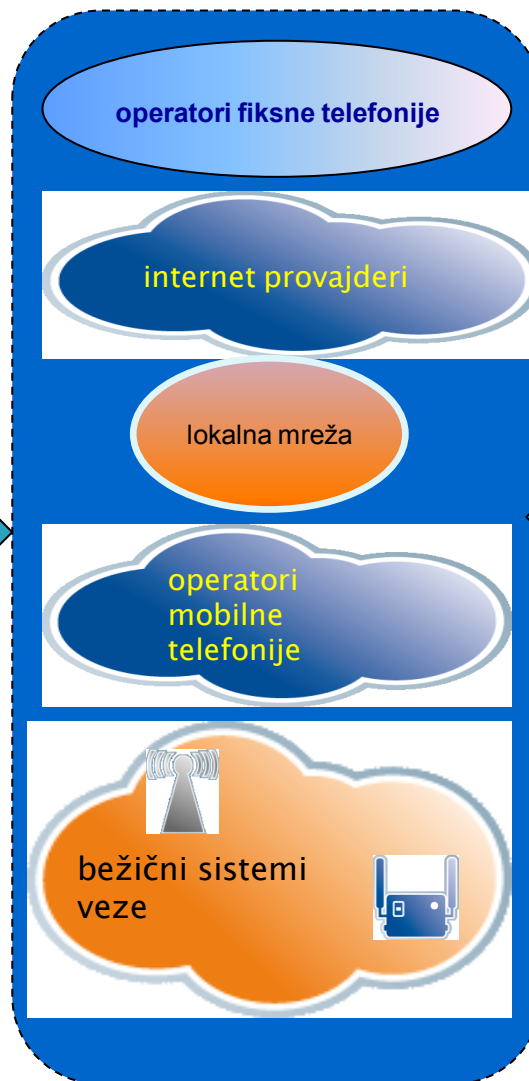 operatori fiksne telefonije
internet provajderi
lokalna mreža
operatori
mobilne
telefonije
bežični sistemi
veze